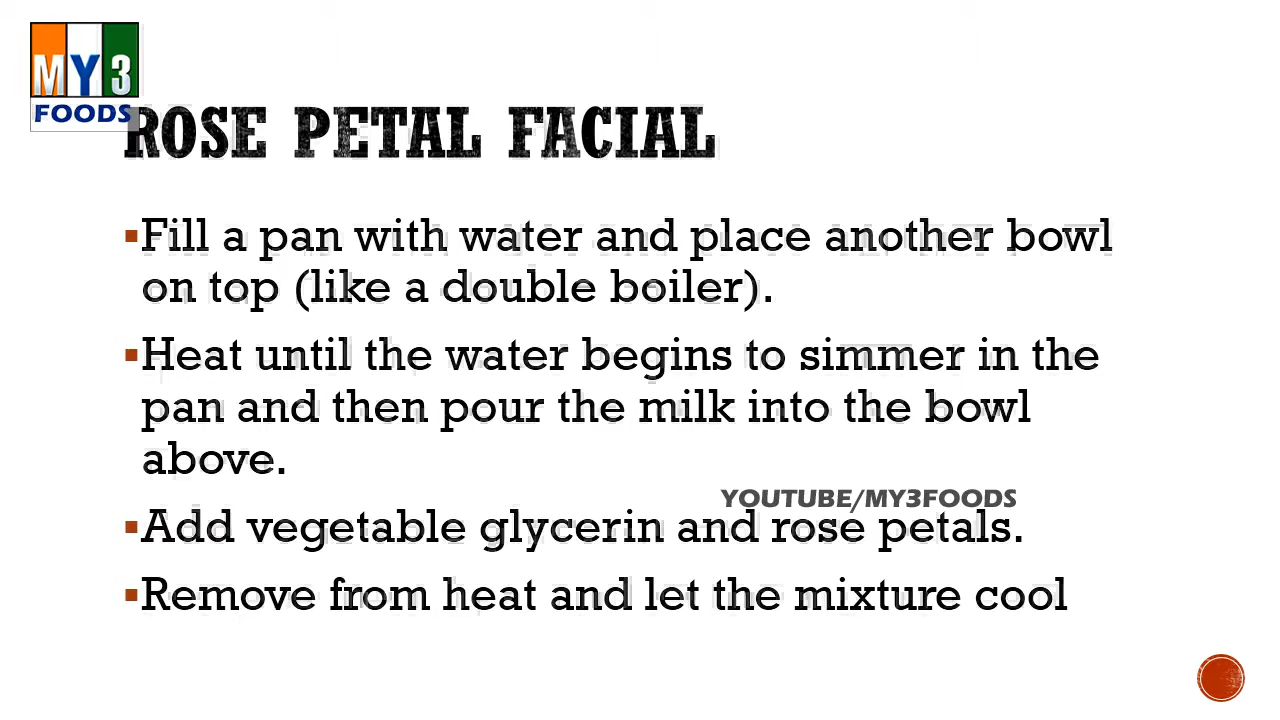 MY3
FOODS
ROSE PETAL FACIAL
▪Fill a pan with water and place another bowl
on top (like a double boiler).
▪Heat until the water begins to simmer in the
pan and then pour the milk into the bowl
above.
YOUTUBE/MY3FOODS
▪Add vegetable glycerin and rose petals.
▪Remove from heat and let the mixture cool